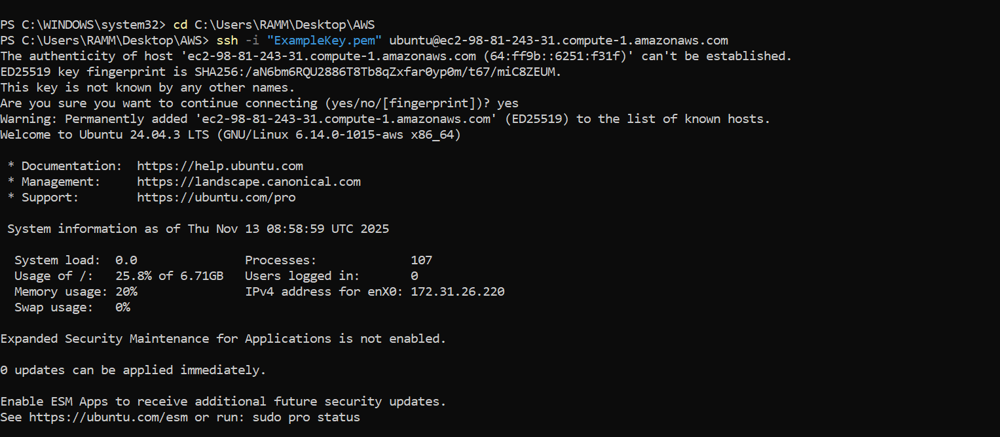 PS C:\WINDOWS\system32> cd C:\Users\RAMM\Desktop\AWS
PS C:\Users\RAMM\Desktop\AWS> ssh -i "ExampleKey.pem" ubuntu@ec2-98-81-243-31.compute-1.amazonaws.com
The authenticity of host 'ec2-98-81-243-31.compute-1.amazonaws.com (64:ff9b::6251:f31f)' can't be established.
ED25519 key fingerprint is SHA256:/aN6bm6RQU2886T8Tb8qZxfar0yp0m/t67/miC8ZEUM.
This key is not known by any other names.
Are you sure you want to continue connecting (yes/no/[fingerprint])? yes
Warning: Permanently added 'ec2-98-81-243-31.compute-1.amazonaws.com' (ED25519) to the list of known hosts.
Welcome to Ubuntu 24.04.3 LTS (GNU/Linux 6.14.0-1015-aws x86_64)

 * Documentation:  https://help.ubuntu.com
 * Management:     https://landscape.canonical.com
 * Support:        https://ubuntu.com/pro

 System information as of Thu Nov 13 08:58:59 UTC 2025

  System load:  0.0               Processes:             107
  Usage of /:   25.8% of 6.71GB   Users logged in:       0
  Memory usage: 20%               IPv4 address for enX0: 172.31.26.220
  Swap usage:   0%

Expanded Security Maintenance for Applications is not enabled.

0 updates can be applied immediately.

Enable ESM Apps to receive additional future security updates.
See https://ubuntu.com/esm or run: sudo pro status